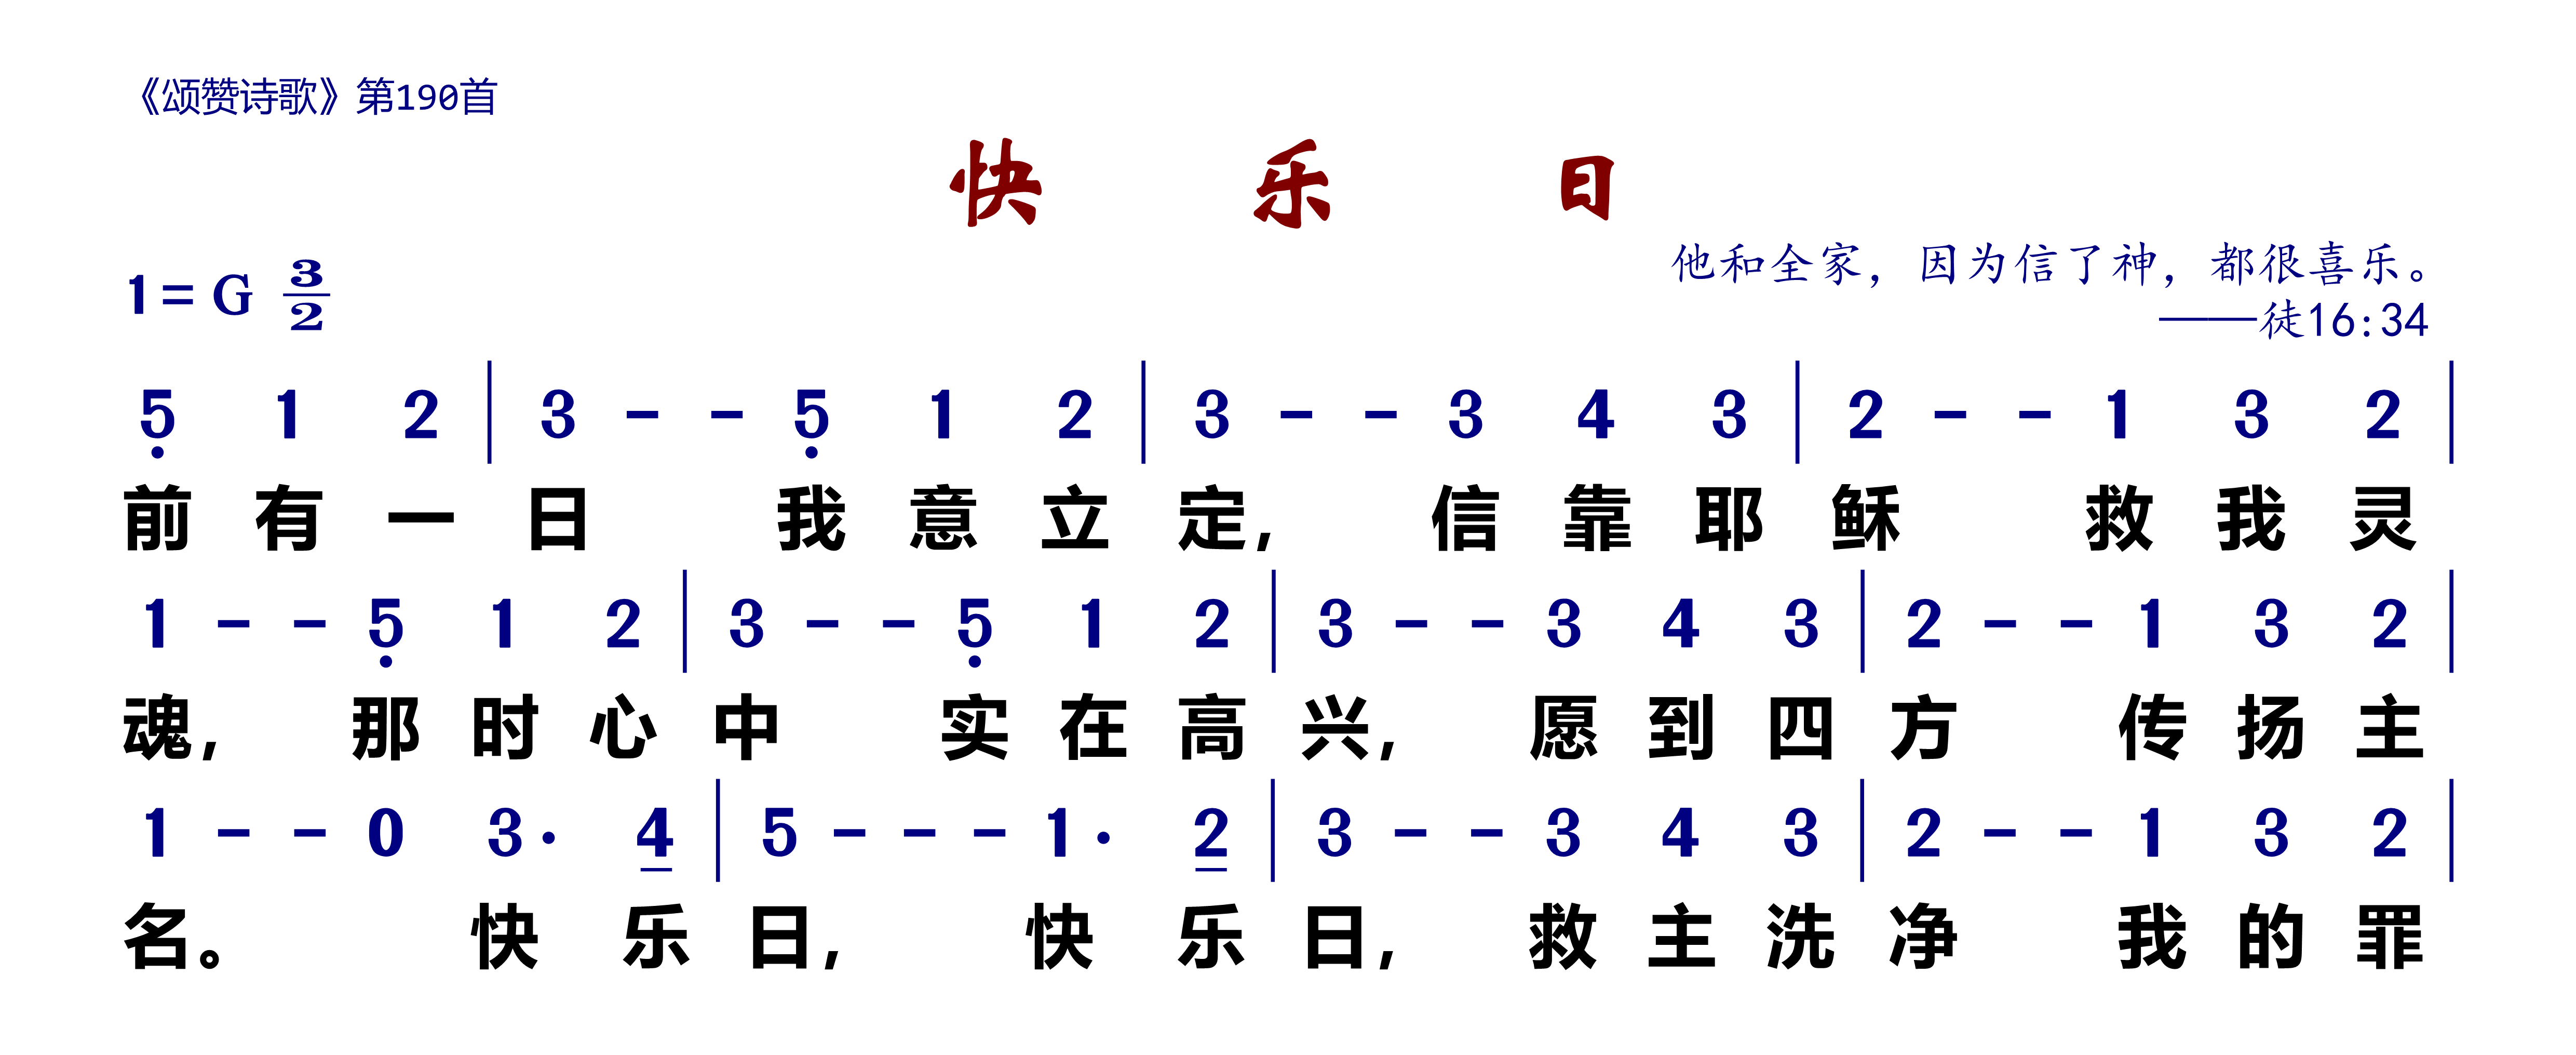 《颂赞诗歌》第190首
快 乐 日
他和全家，因为信了神，都很喜乐。
1= G 3/2
——徒16:34
5̣ 1 2 | 3 - - 5̣ 1 2 | 3 - - 3 4 3 | 2 - - 1 3 2 |
前 有 一 日 我 意 立 定， 信 靠 耶 稣 救 我 灵
1 - - 5̣ 1 2 | 3 - - 5̣ 1 2 | 3 - - 3 4 3 | 2 - - 1 3 2 |
魂， 那 时 心 中 实 在 高 兴， 愿 到 四 方 传 扬 主
1 - - 0 3· 4̲ | 5 - - - 1· 2̲ | 3 - - 3 4 3 | 2 - - 1 3 2 |
名。 快 乐 日， 快 乐 日， 救 主 洗 净 我 的 罪